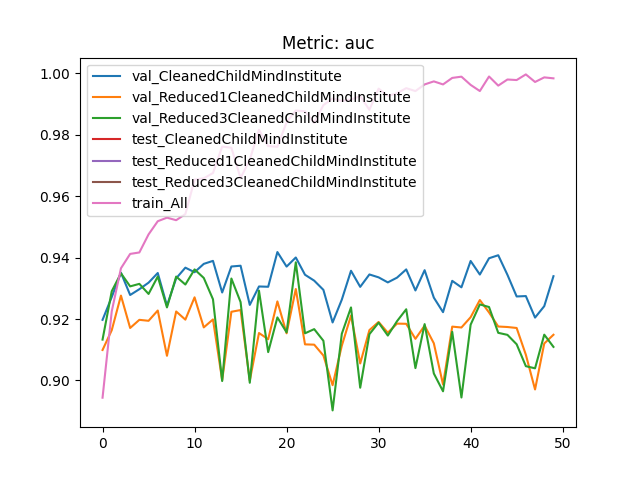 Metric: auc
1.00
0.98
0.96
0.94
0.92
0.90
val_CleanedChildMindInstitute
val_Reduced1CleanedChildMindInstitute
val_Reduced3CleanedChildMindInstitute
test_CleanedChildMindInstitute
test_Reduced1CleanedChildMindInstitute
test_Reduced3CleanedChildMindInstitute
train_All
0 10 20 30 40 50